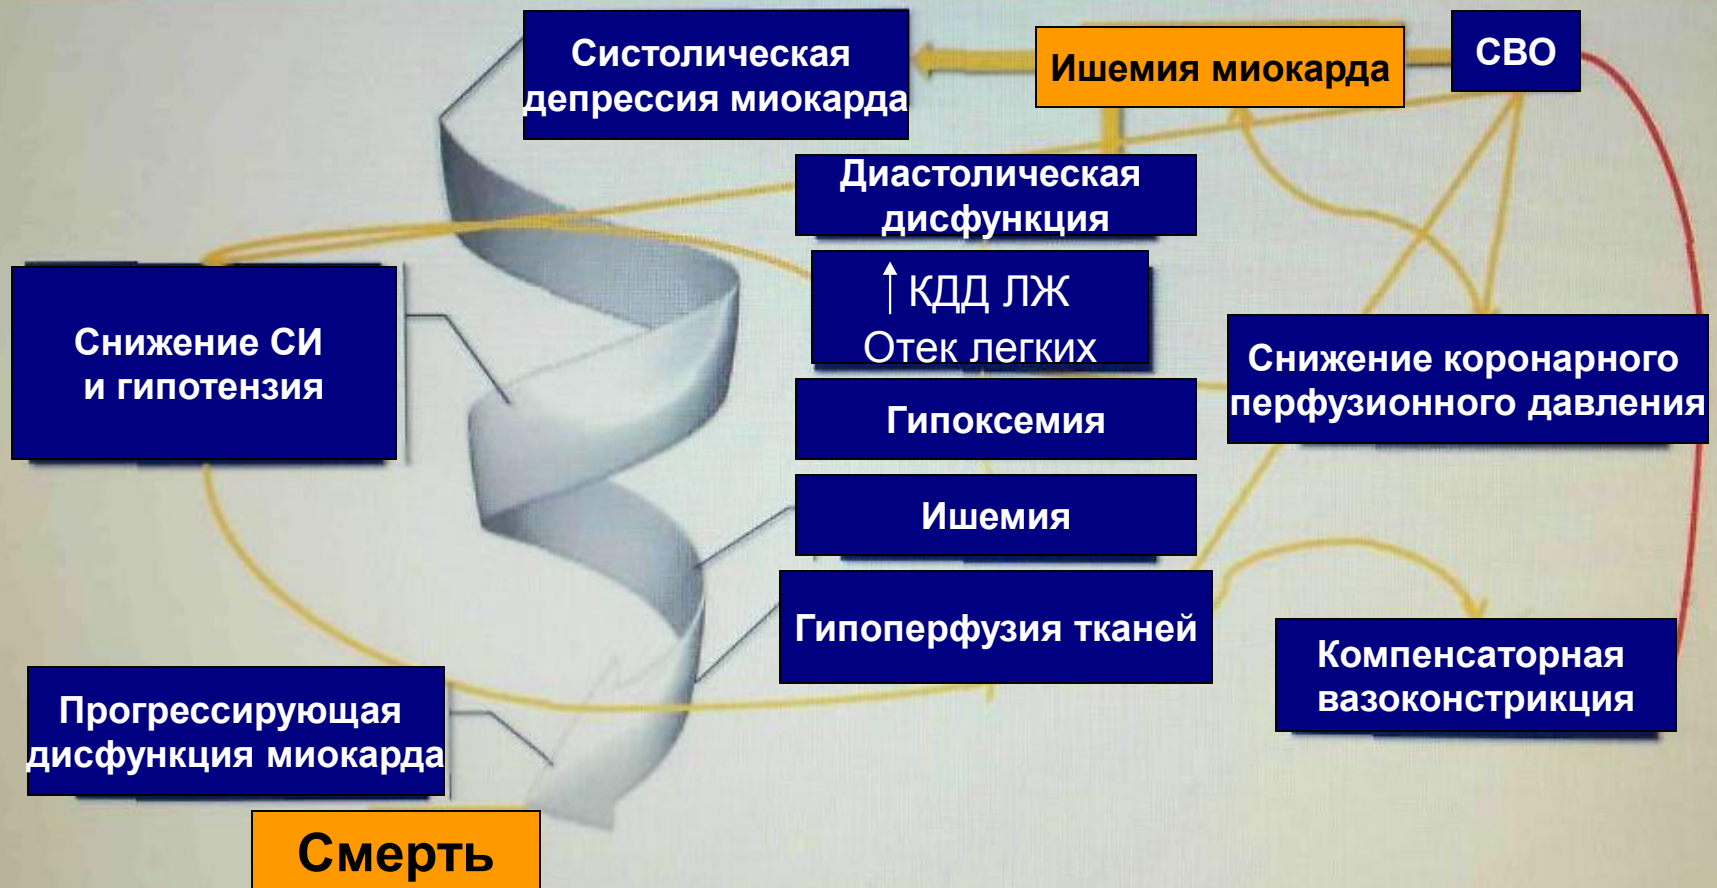 Систолическая
депрессия миокарда
Ишемия миокарда
СВО
Диастолическая
дисфункция
↑ КДД ЛЖ
Отек легких
Снижение СИ
и гипотензия
Снижение коронарного
перфузионного давления
Гипоксемия
Ишемия
Гипоперфузия тканей
Компенсаторная
вазоконстрикция
Прогрессирующая
дисфункция миокарда
Смерть